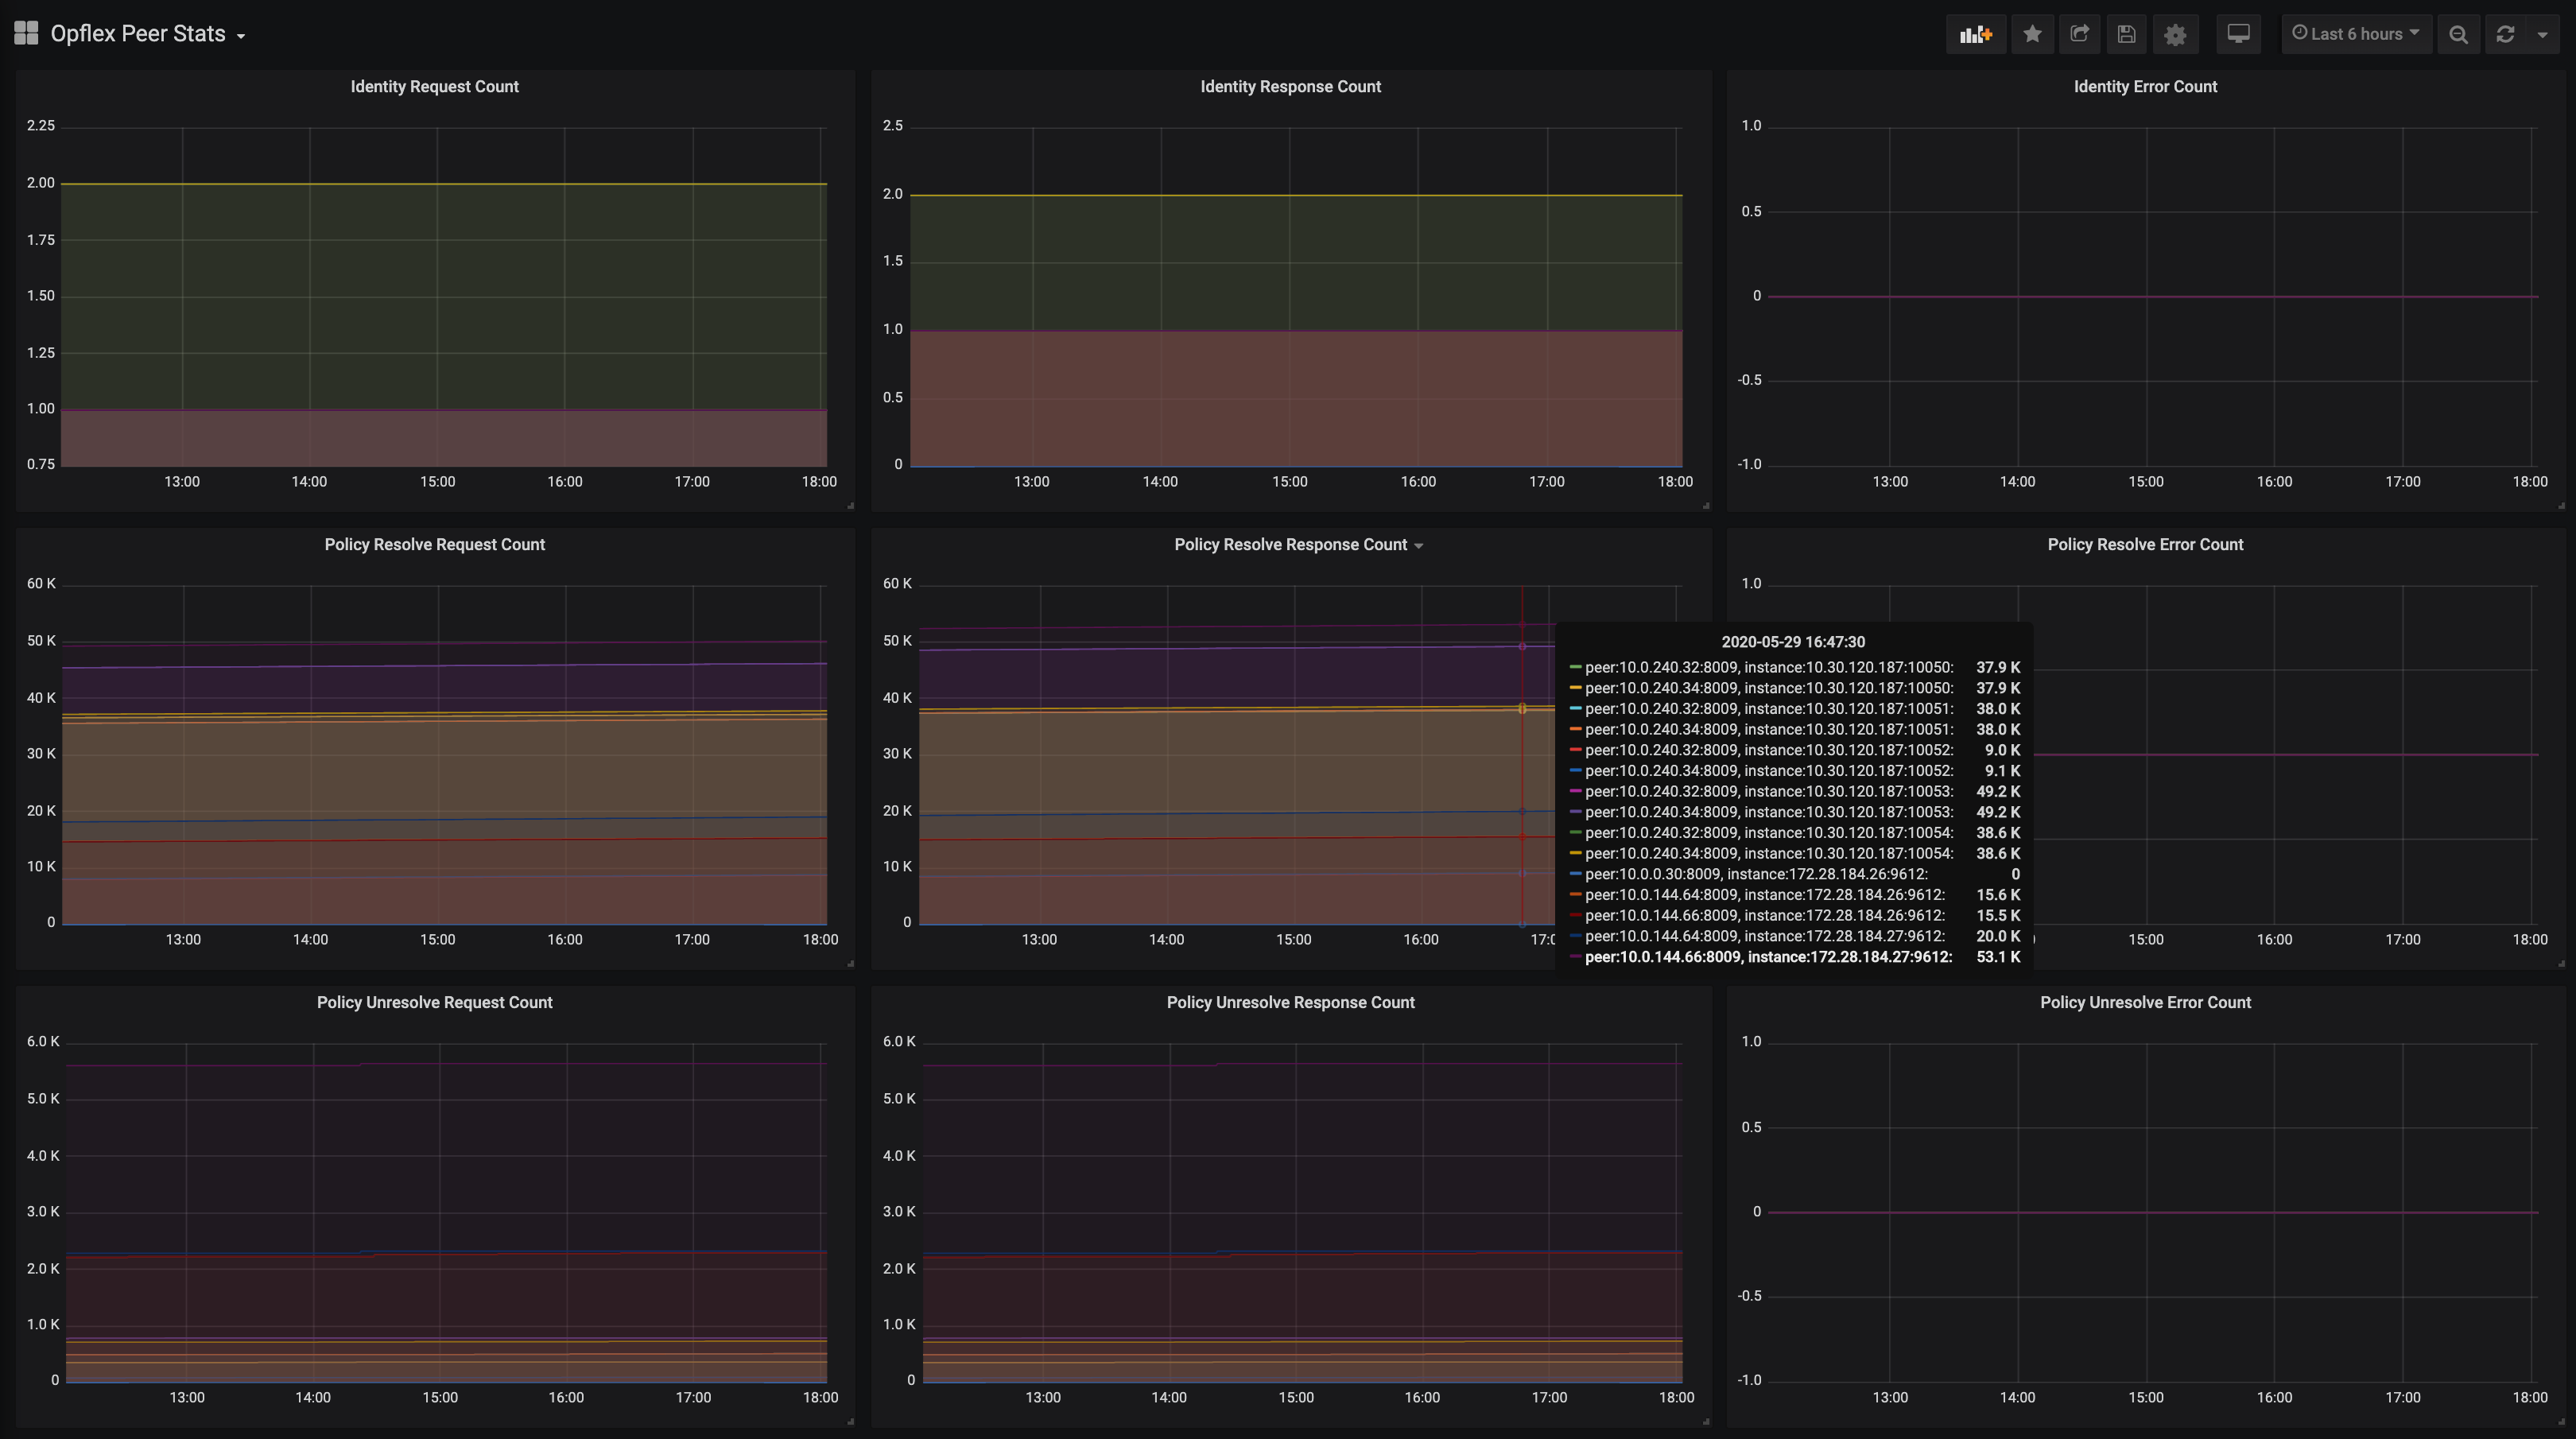 Opflex Peer Stats
Last 6 hours
Identity Request Count
2.25
2.00
1.75
1.50
1.25
1.00
0.75
13:00 14:00 15:00 16:00 17:00 18:00
Identity Response Count
2.5
2.0
1.5
1.0
0.5
0
13:00 14:00 15:00 16:00 17:00 18:00
Identity Error Count
1.0
0.5
0
-0.5
-1.0
13:00 14:00 15:00 16:00 17:00 18:00
Policy Resolve Request Count
60 K
50 K
40 K
30 K
20 K
10 K
0
13:00 14:00 15:00 16:00 17:00 18:00
Policy Resolve Response Count
60 K
50 K
40 K
30 K
20 K
10 K
0
13:00 14:00 15:00 16:00
2020-05-29 16:47:30
peer:10.0.240.32:8009, instance:10.30.120.187:10050: 37.9 K
peer:10.0.240.34:8009, instance:10.30.120.187:10050: 37.9 K
peer:10.0.240.32:8009, instance:10.30.120.187:10051: 38.0 K
peer:10.0.240.34:8009, instance:10.30.120.187:10051: 38.0 K
peer:10.0.240.32:8009, instance:10.30.120.187:10052: 9.0 K
peer:10.0.240.34:8009, instance:10.30.120.187:10052: 9.1 K
peer:10.0.240.32:8009, instance:10.30.120.187:10053: 49.2 K
peer:10.0.240.34:8009, instance:10.30.120.187:10053: 49.2 K
peer:10.0.240.32:8009, instance:10.30.120.187:10054: 38.6 K
peer:10.0.240.34:8009, instance:10.30.120.187:10054: 38.6 K
peer:10.0.0.30:8009, instance:172.28.184.26:9612: 0
peer:10.0.144.64:8009, instance:172.28.184.26:9612: 15.6 K
peer:10.0.144.66:8009, instance:172.28.184.26:9612: 15.5 K
peer:10.0.144.64:8009, instance:172.28.184.27:9612: 20.0 K
peer:10.0.144.66:8009, instance:172.28.184.27:9612: 53.1 K
Policy Resolve Error Count
1.0
15:00 16:00 17:00 18:00
Policy Unresolve Request Count
6.0 K
5.0 K
4.0 K
3.0 K
2.0 K
1.0 K
0
13:00 14:00 15:00 16:00 17:00 18:00
Policy Unresolve Response Count
6.0 K
5.0 K
4.0 K
3.0 K
2.0 K
1.0 K
0
13:00 14:00 15:00 16:00 17:00 18:00
Policy Unresolve Error Count
1.0
0.5
0
-0.5
-1.0
13:00 14:00 15:00 16:00 17:00 18:00